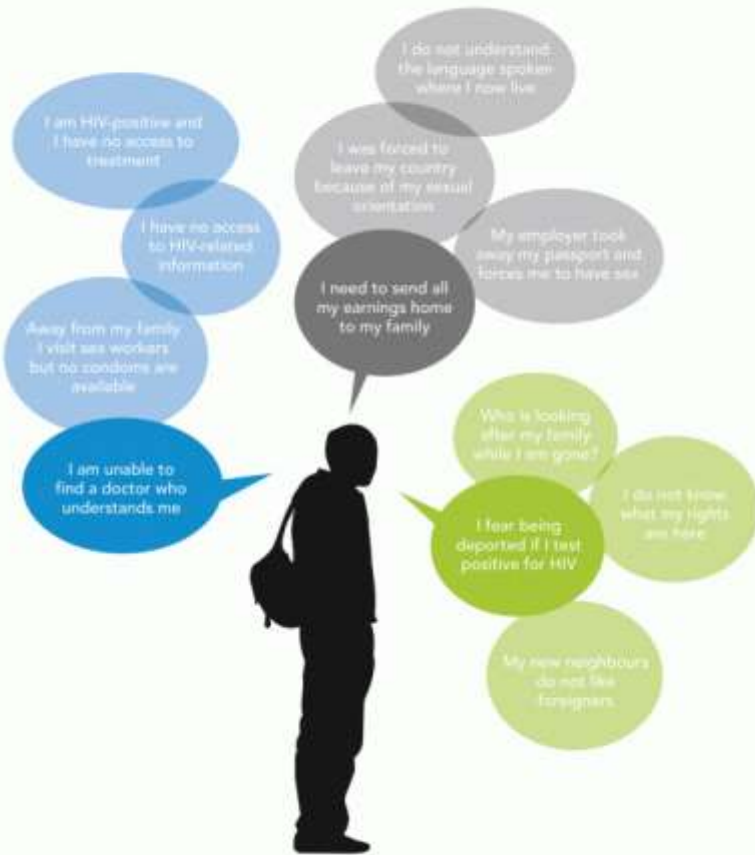 I do not understand
the language spoken
where I now live
I am HIV-positive and
I have no access to
treatment
I was forced to
leave my country
because of my sexual
orientation
I have no access
to HIV-related
information
My employer took
away my passport and
forces me to have sex
I need to send all
my earnings home
to my family
Away from my family
I visit sex workers
but no condoms are
available
I am unable to
find a doctor who
understands me
Who is looking
after my family
while I am gone?
I do not know
what my rights
are here
I fear being
deported if I test
positive for HIV
My new neighbours
do not like
foreigners